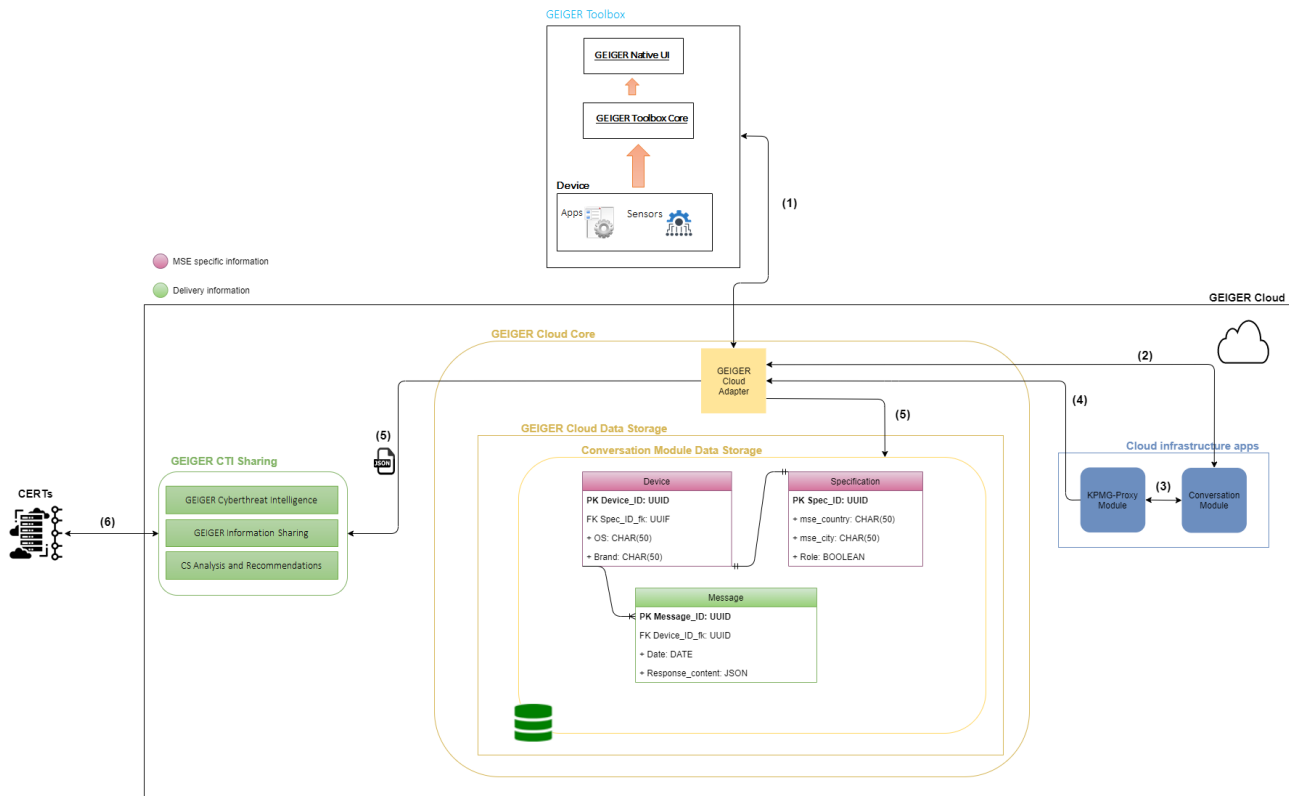 GEIGER Toolbox
GEIGER Native UI
GEIGER Toolbox Core
Device
Apps
Sensors
(1)
MSE specific information
Delivery information
GEIGER Cloud
GEIGER Cloud Core
GEIGER
Cloud
Adapter
(2)
(4)
(5)
(5)
JSON
GEIGER Cloud Data Storage
Conversation Module Data Storage
Device
PK Device_ID: UUID
FK Spec_ID_fk: UUIF
+ OS: CHAR(50)
+ Brand: CHAR(50)
Specification
PK Spec_ID: UUID
+ mse_country: CHAR(50)
+ mse_city: CHAR(50)
+ Role: BOOLEAN
Message
PK Message_ID: UUID
FK Device_ID_fk: UUID
+ Date: DATE
+ Response_content: JSON
Cloud infrastructure apps
KPMG-Proxy
Module
(3)
Conversation
Module
GEIGER CTI Sharing
GEIGER Cyberthreat Intelligence
GEIGER Information Sharing
CS Analysis and Recommendations
CERTs
(6)